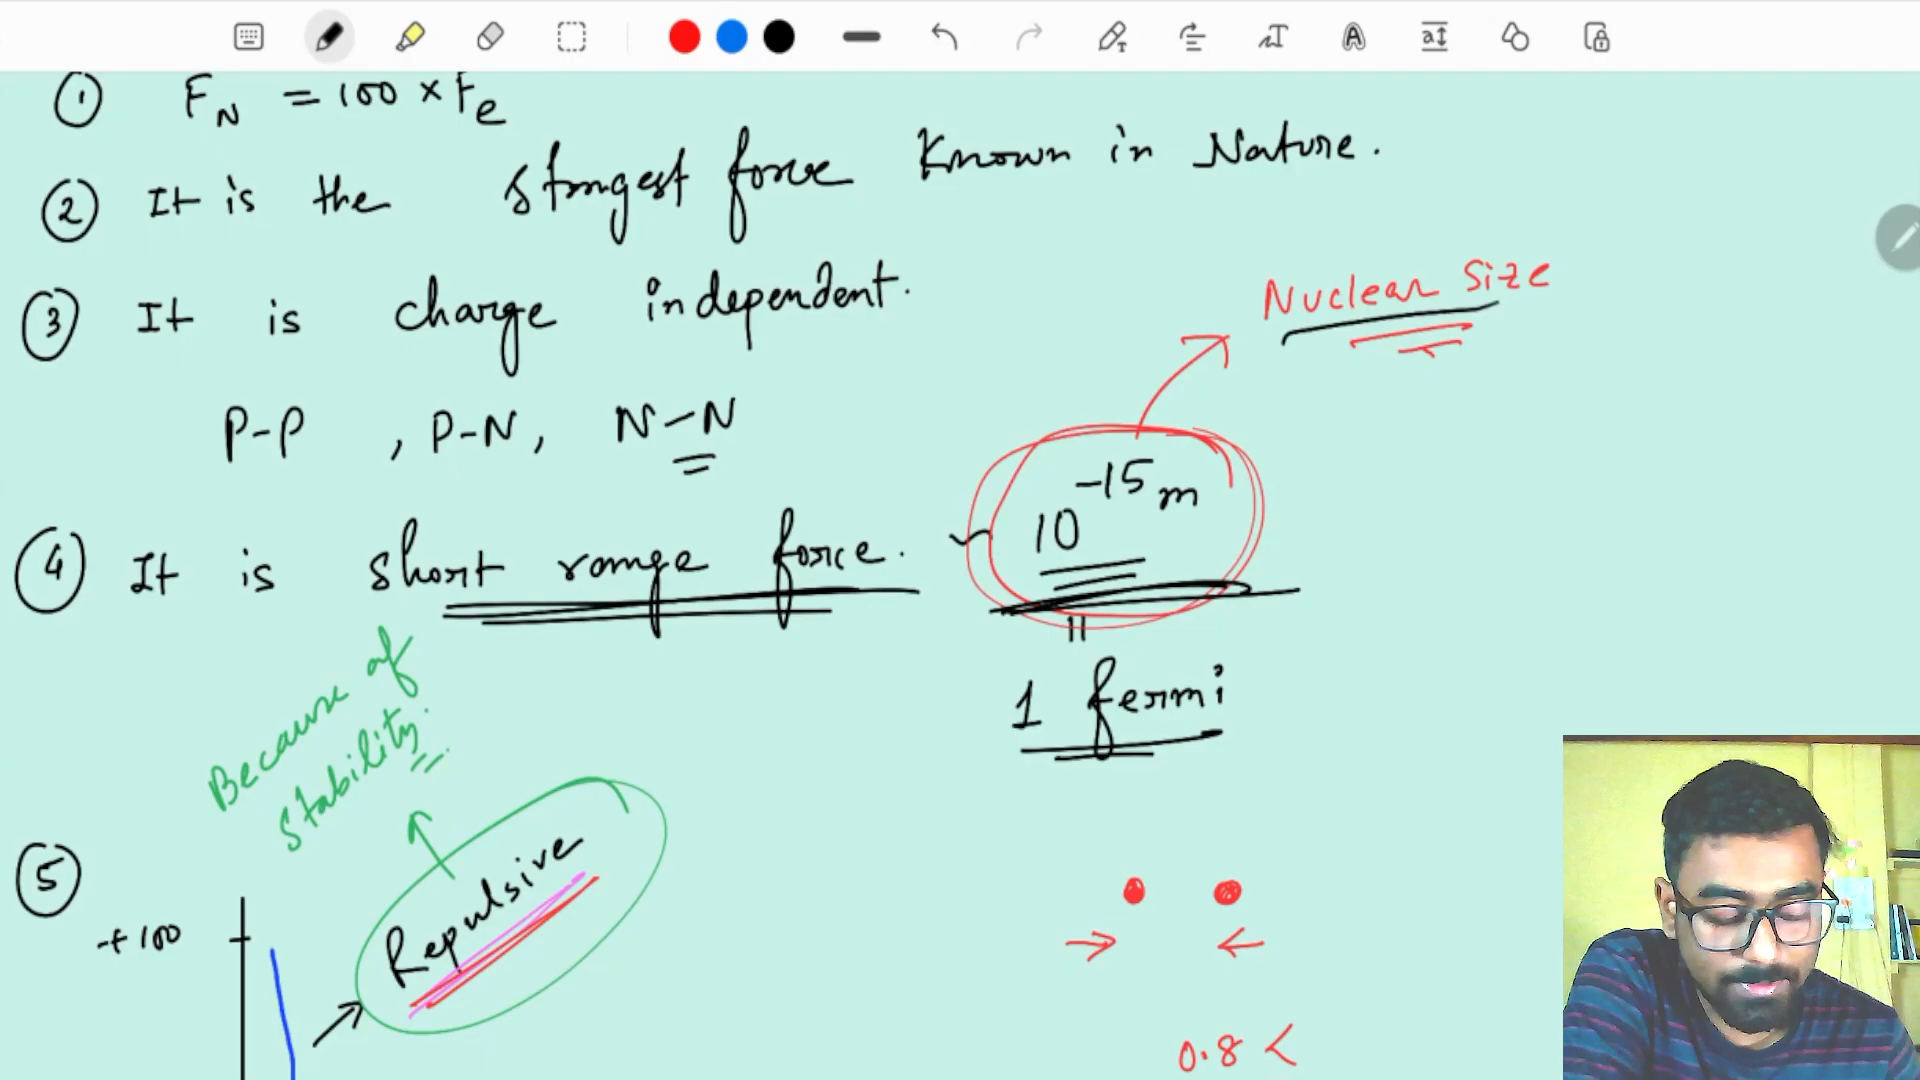 ① F_N = 100 × Fe
② It is the strongest force known in Nature.
③ It is charge independent.
Nuclear Size
P-P , P-N, N-N
10^-15 m
④ It is short range force.
॥
1 fermi
Because of
stability.
⑤
Repulsive
+100
0.8 <